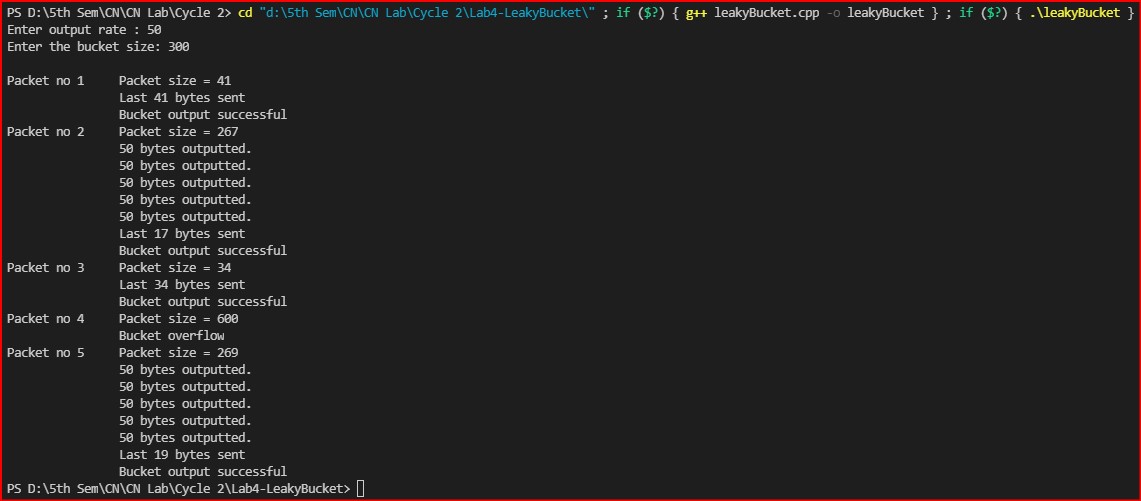 PS D:\5th Sem\CN\CN Lab\Cycle 2> cd "d:\5th Sem\CN\CN Lab\Cycle 2\Lab4-LeakyBucket\" ; if ($?) { g++ leakyBucket.cpp -o leakyBucket } ; if ($?) { .\leakyBucket }
Enter output rate : 50
Enter the bucket size: 300

Packet no 1     Packet size = 41
                Last 41 bytes sent
                Bucket output successful
Packet no 2     Packet size = 267
                50 bytes outputted.
                50 bytes outputted.
                50 bytes outputted.
                50 bytes outputted.
                50 bytes outputted.
                Last 17 bytes sent
                Bucket output successful
Packet no 3     Packet size = 34
                Last 34 bytes sent
                Bucket output successful
Packet no 4     Packet size = 600
                Bucket overflow
Packet no 5     Packet size = 269
                50 bytes outputted.
                50 bytes outputted.
                50 bytes outputted.
                50 bytes outputted.
                50 bytes outputted.
                Last 19 bytes sent
                Bucket output successful
PS D:\5th Sem\CN\CN Lab\Cycle 2\Lab4-LeakyBucket>